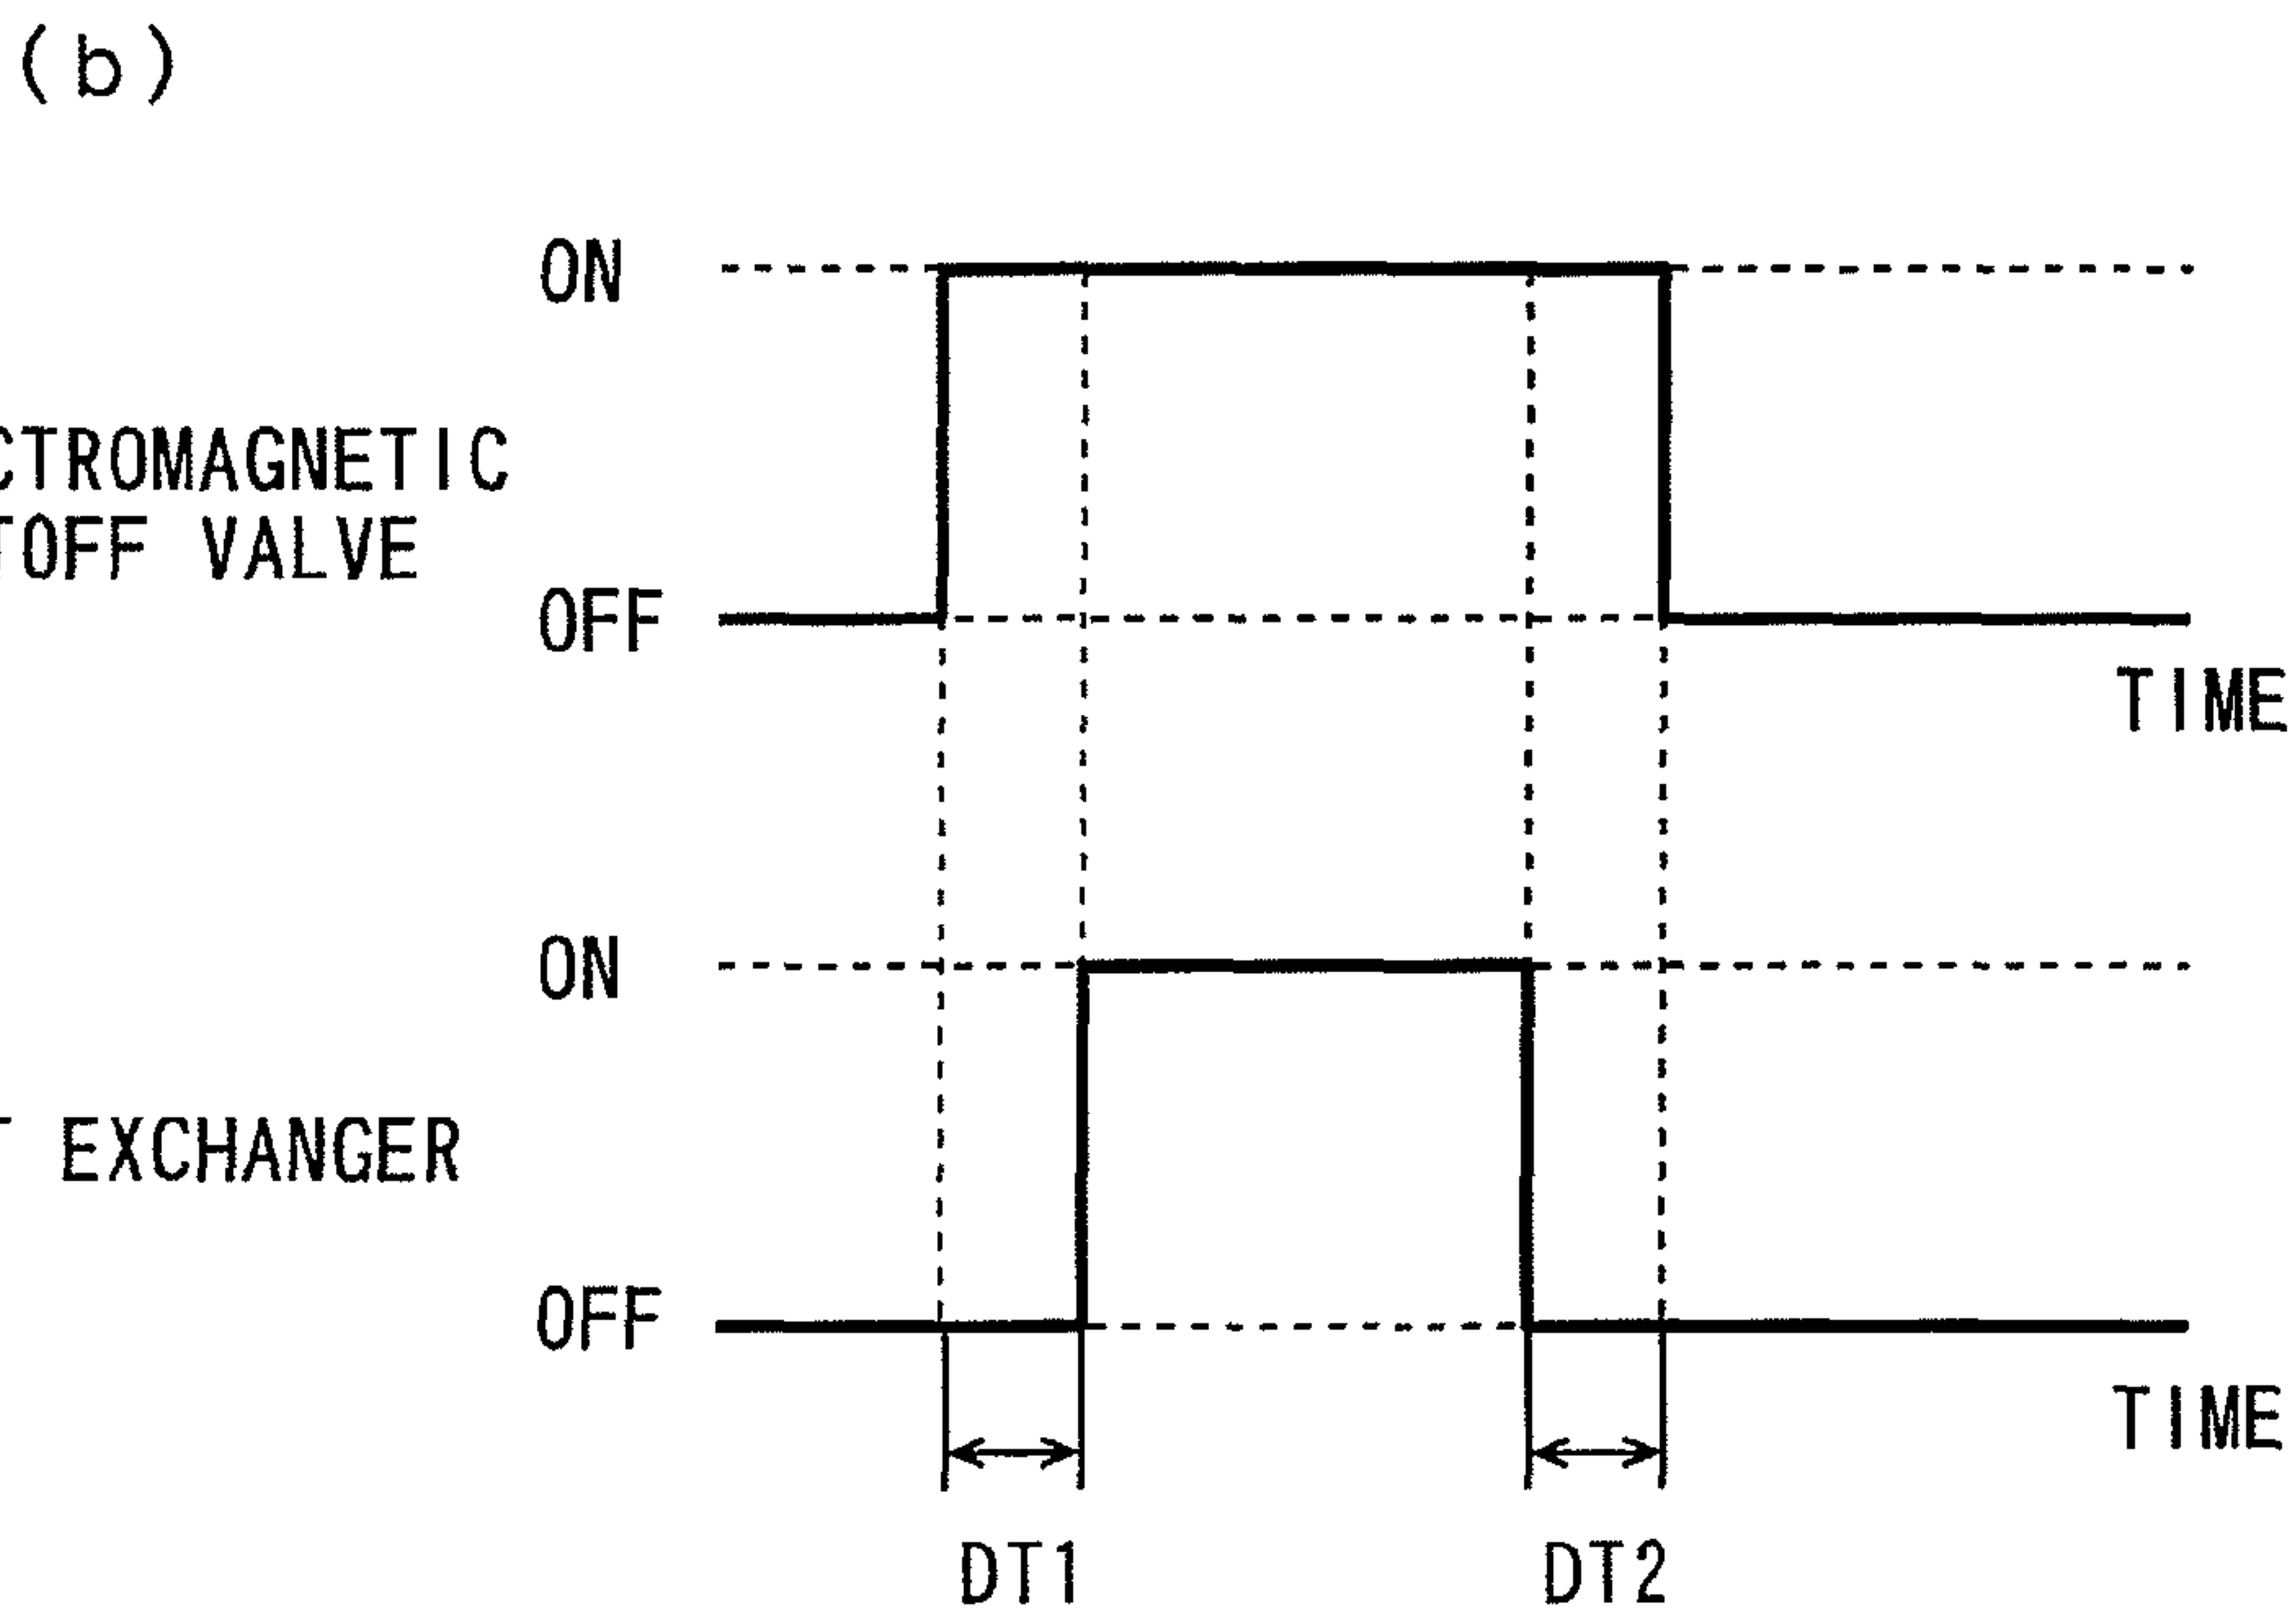 (b)
ON
CTROMAGNETIC
TOFF VALVE
OFF
TIME
ON
EXCHANGER
OFF
TIME
DT1 DT2